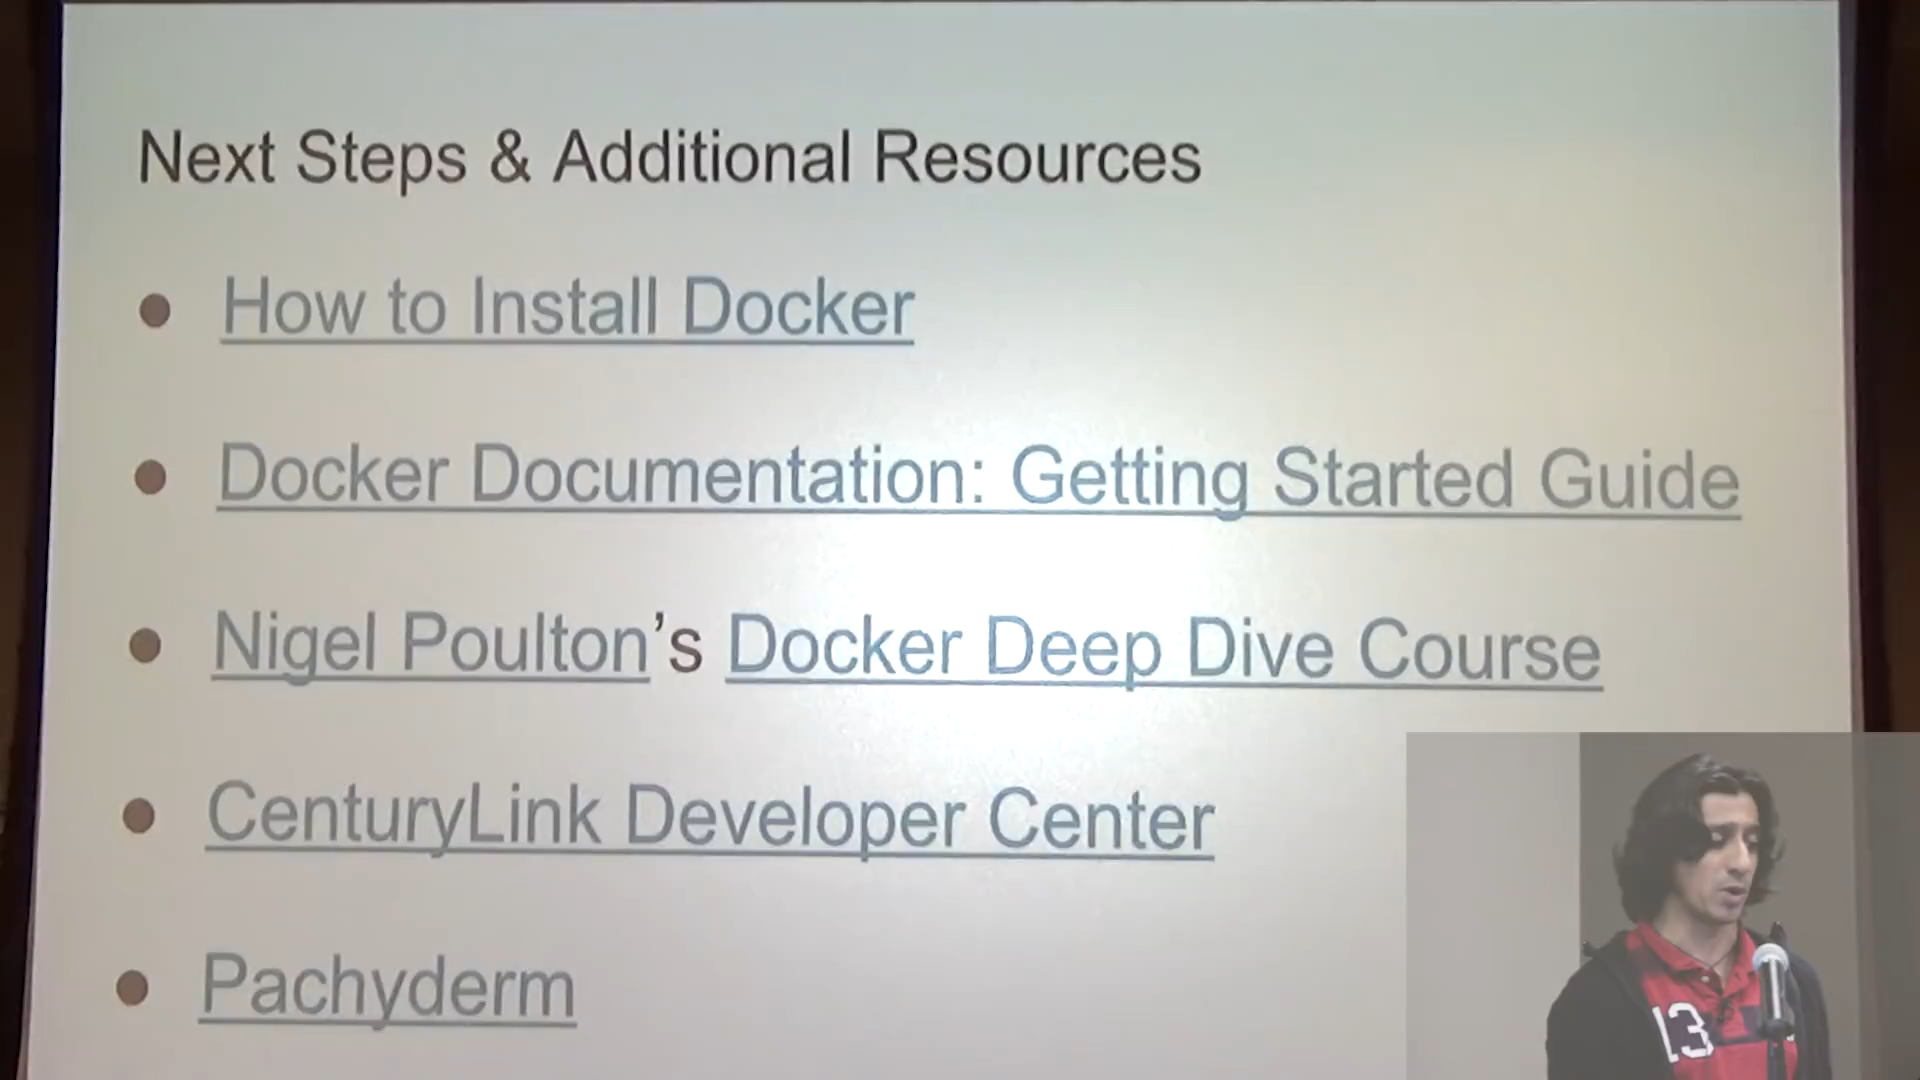 Next Steps & Additional Resources
• How to Install Docker
• Docker Documentation: Getting Started Guide
• Nigel Poulton’s Docker Deep Dive Course
• CenturyLink Developer Center
• Pachyderm
13